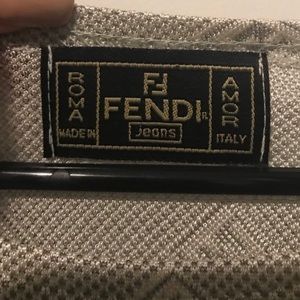 ROMA
MADE IN
FF
FENDI®
jeans
AMOR
ITALY